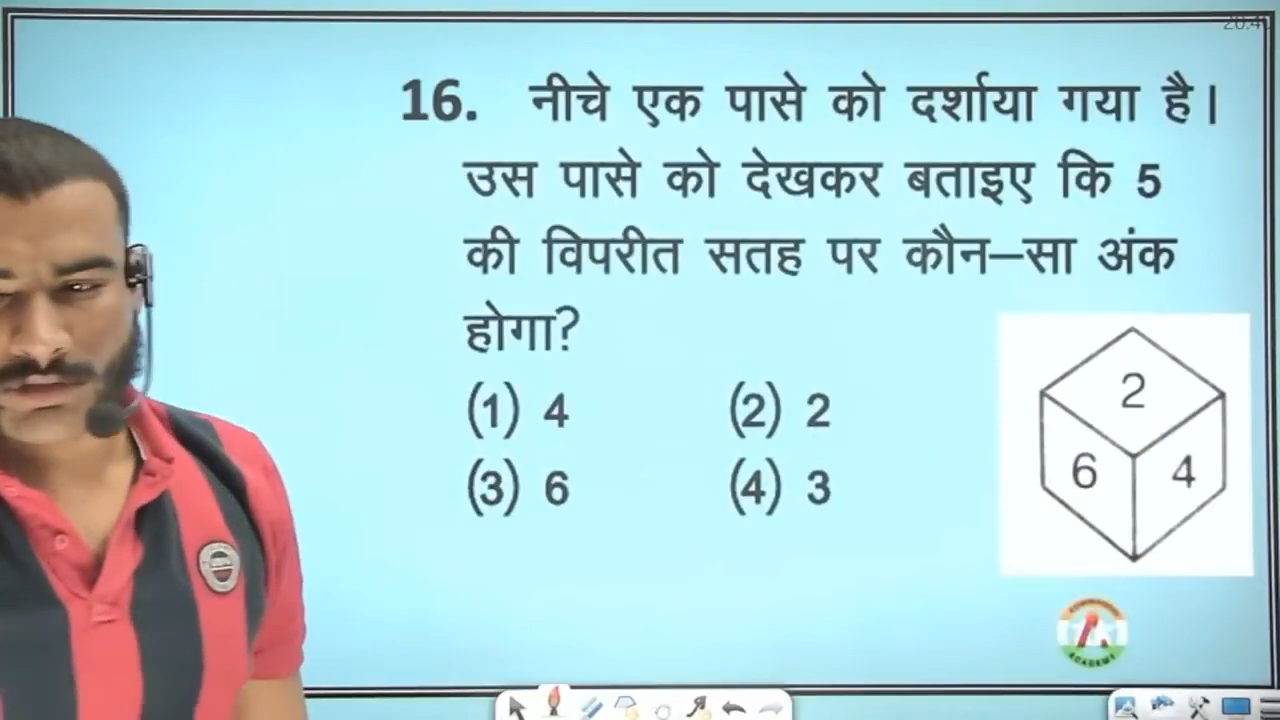 16. नीचे एक पासे को दर्शाया गया है।
उस पासे को देखकर बताइए कि 5
की विपरीत सतह पर कौन–सा अंक
होगा?
(1) 4 (2) 2
(3) 6 (4) 3
2
6 4
ACADEMY